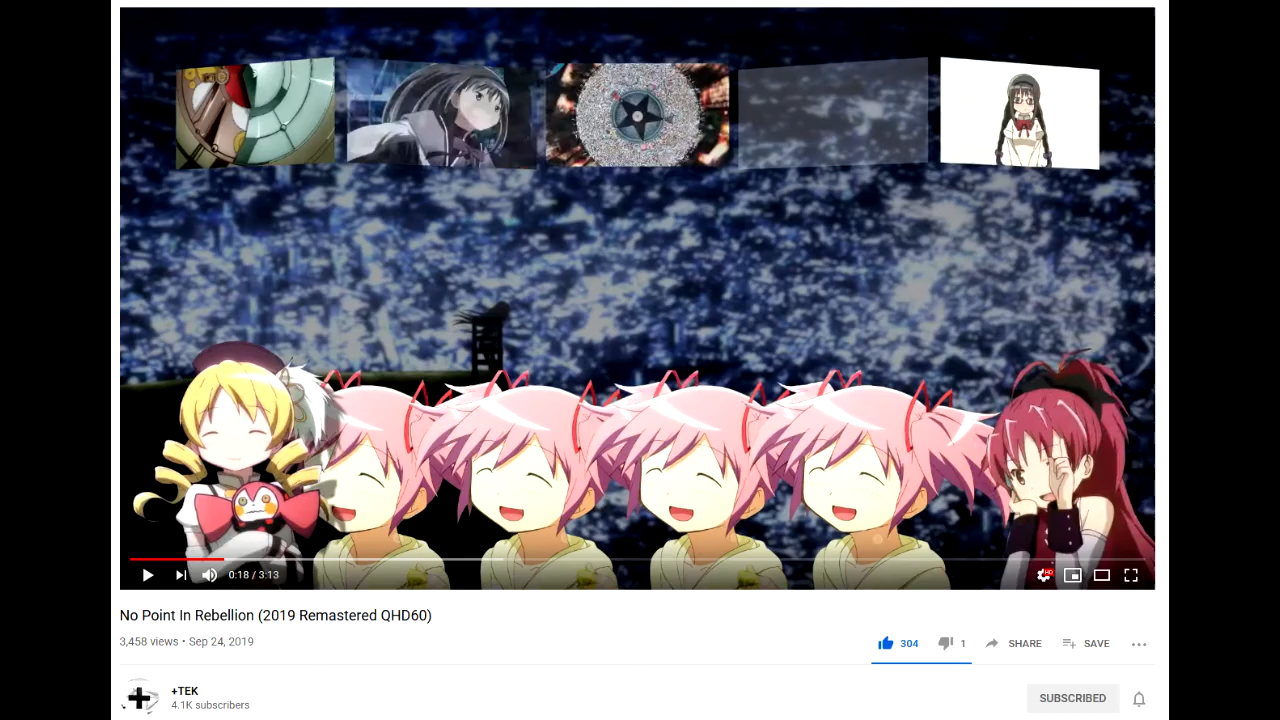 0:18 / 3:13
HD
No Point In Rebellion (2019 Remastered QHD60)
3,458 views • Sep 24, 2019
304 1 SHARE SAVE
+TEK
4.1K subscribers
SUBSCRIBED